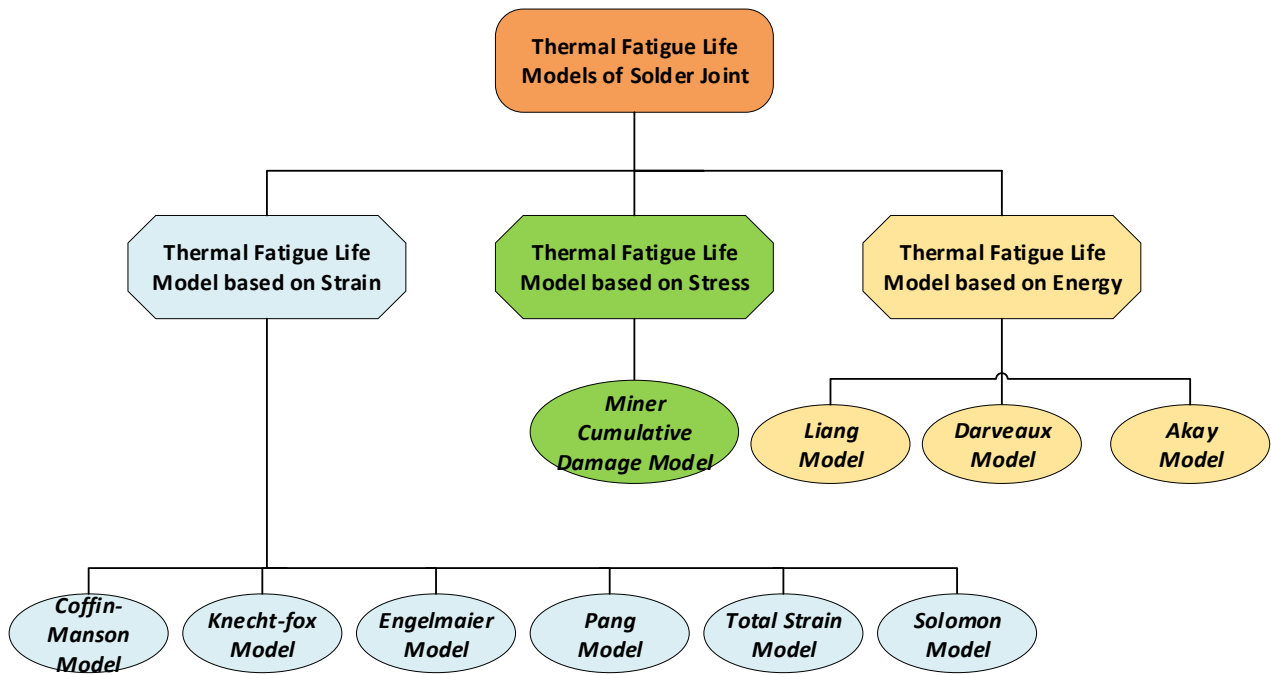 Thermal Fatigue Life
Models of Solder Joint
Thermal Fatigue Life
Model based on Strain
Thermal Fatigue Life
Model based on Stress
Thermal Fatigue Life
Model based on Energy
Miner
Cumulative
Damage Model
Liang
Model
Darveaux
Model
Akay
Model
Coffin-
Manson
Model
Knecht-fox
Model
Engelmaier
Model
Pang
Model
Total Strain
Model
Solomon
Model